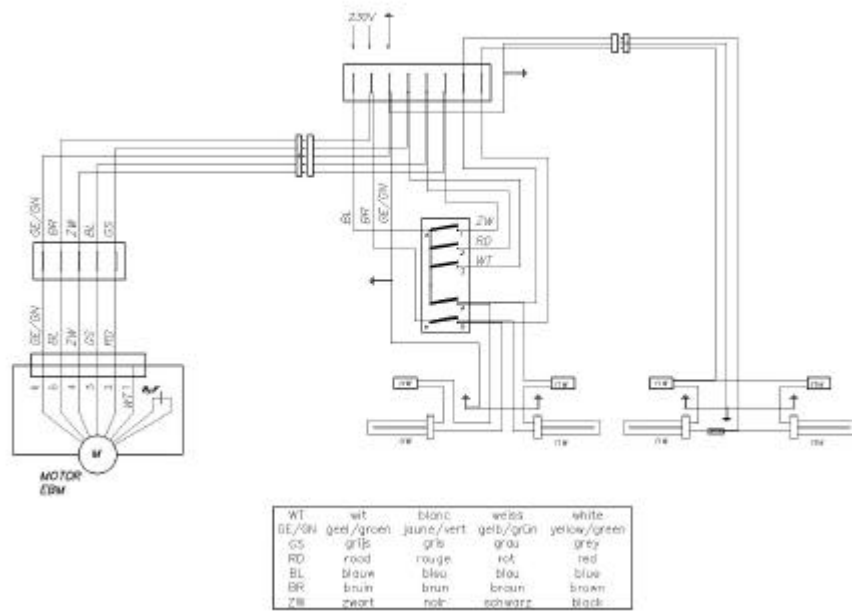 230V
GE/GN BR ZW BL GS
BL BR GE/GN
ZW
RD
WT
GE/GN BL ZW GS RD
WT
8µF
M
MOTOR
EBM
WT wit blanc weiss white
GE/GN geel/groen jaune/vert gelb/grün yellow/green
GS grijs gris grau grey
RD rood rouge rot red
BL blauw bleu blau blue
BR bruin brun braun brown
ZW zwart noir schwarz black